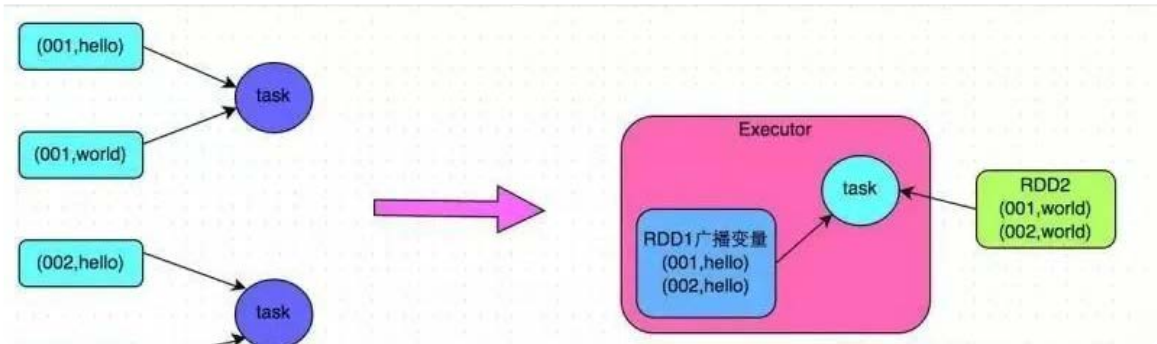 (001,hello)
task
(001,world)
(002,hello)
task
Executor
task
RDD1广播变量
(001,hello)
(002,hello)
RDD2
(001,world)
(002,world)